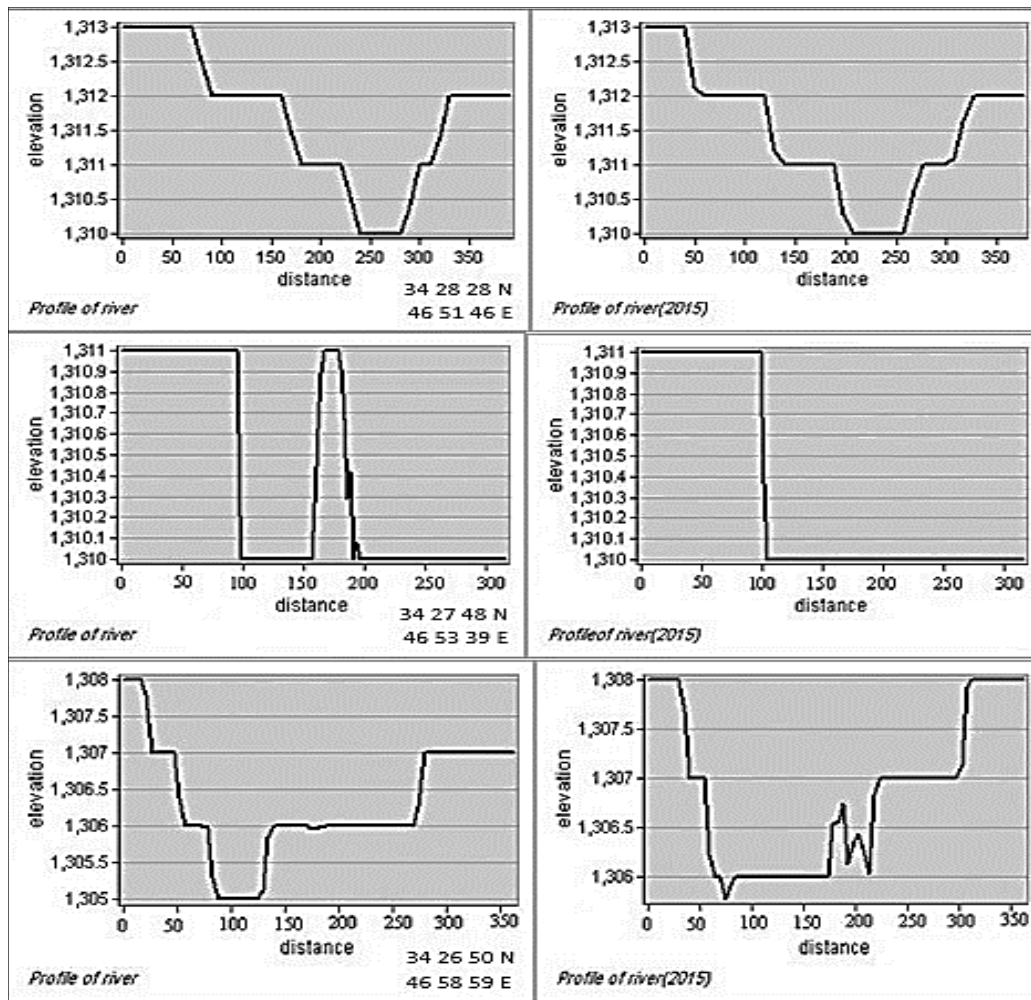 1,313
1,312.5
1,312
1,311.5
1,311
1,310.5
1,310
elevation
0 50 100 150 200 250 300 350
distance
34 28 28 N
46 51 46 E
Profile of river
1,313
1,312.5
1,312
1,311.5
1,311
1,310.5
1,310
elevation
0 50 100 150 200 250 300 350
distance
Profile of river(2015)
1,311
1,310.9
1,310.8
1,310.7
1,310.6
1,310.5
1,310.4
1,310.3
1,310.2
1,310.1
1,310
elevation
0 50 100 150 200 250 300
distance
34 27 48 N
46 53 39 E
Profile of river
1,311
1,310.9
1,310.8
1,310.7
1,310.6
1,310.5
1,310.4
1,310.3
1,310.2
1,310.1
1,310
elevation
0 50 100 150 200 250 300
distance
Profileof river(2015)
1,308
1,307.5
1,307
1,306.5
1,306
1,305.5
1,305
elevation
0 50 100 150 200 250 300 350
distance
34 26 50 N
46 58 59 E
Profile of river
1,308
1,307.5
1,307
1,306.5
1,306
elevation
0 50 100 150 200 250 300 350
distance
Profile of river(2015)